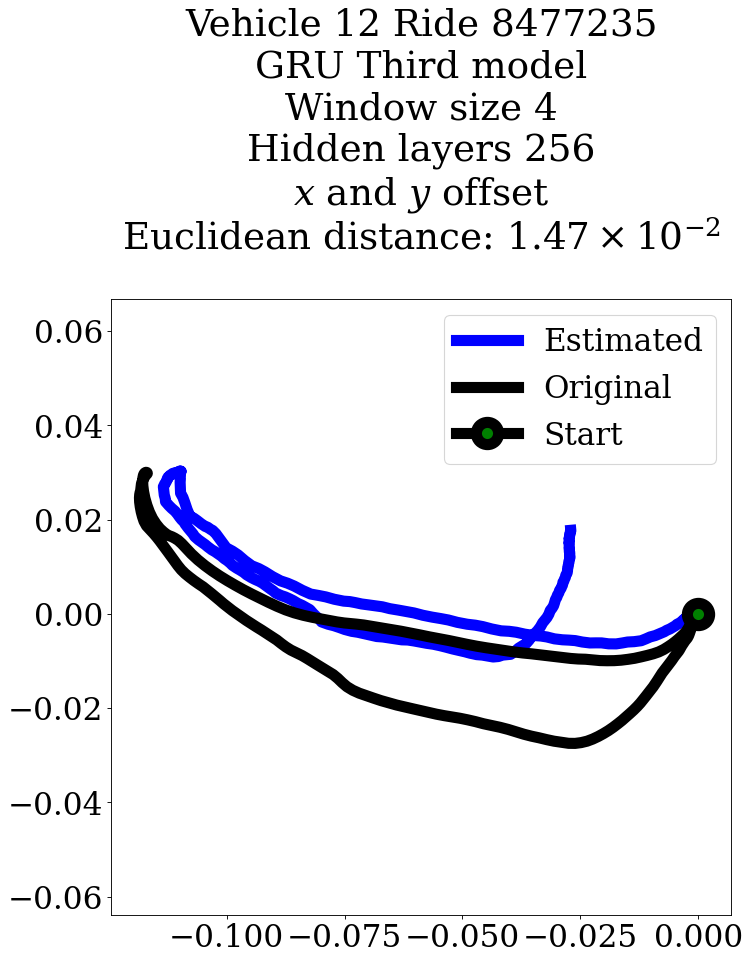 Vehicle 12 Ride 8477235
GRU Third model
Window size 4
Hidden layers 256
x and y offset
Euclidean distance: 1.47 × 10⁻²
Estimated
Original
Start
0.06
0.04
0.02
0.00
−0.02
−0.04
−0.06
−0.100 −0.075 −0.050 −0.025 0.000